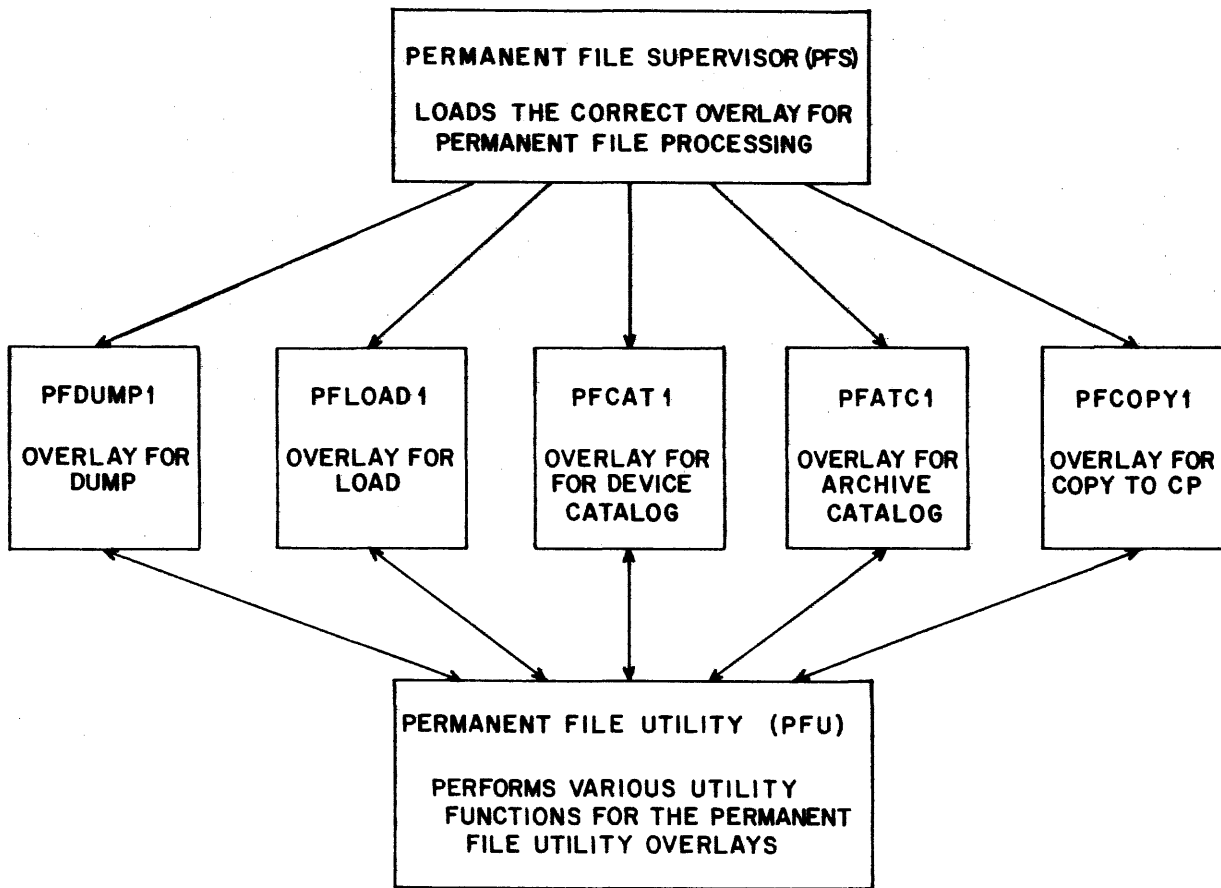 PERMANENT FILE SUPERVISOR (PFS)
LOADS THE CORRECT OVERLAY FOR
PERMANENT FILE PROCESSING
PFDUMP1
OVERLAY FOR
DUMP
PFLOAD1
OVERLAY FOR
LOAD
PFCAT1
OVERLAY FOR
FOR DEVICE
CATALOG
PFATC1
OVERLAY FOR
ARCHIVE
CATALOG
PFCOPY1
OVERLAY FOR
COPY TO CP
PERMANENT FILE UTILITY (PFU)
PERFORMS VARIOUS UTILITY
FUNCTIONS FOR THE PERMANENT
FILE UTILITY OVERLAYS